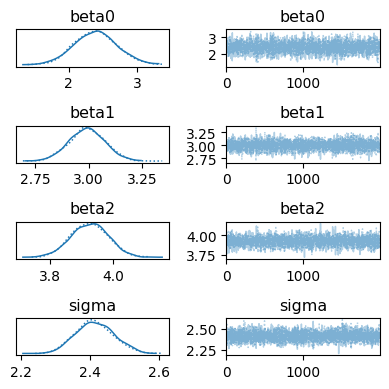 beta0 beta0
3
2
2 3 0 1000
beta1 beta1
3.25
3.00
2.75
2.75 3.00 3.25 0 1000
beta2 beta2
4.00
3.75
3.8 4.0 0 1000
sigma sigma
2.50
2.25
2.2 2.4 2.6 0 1000